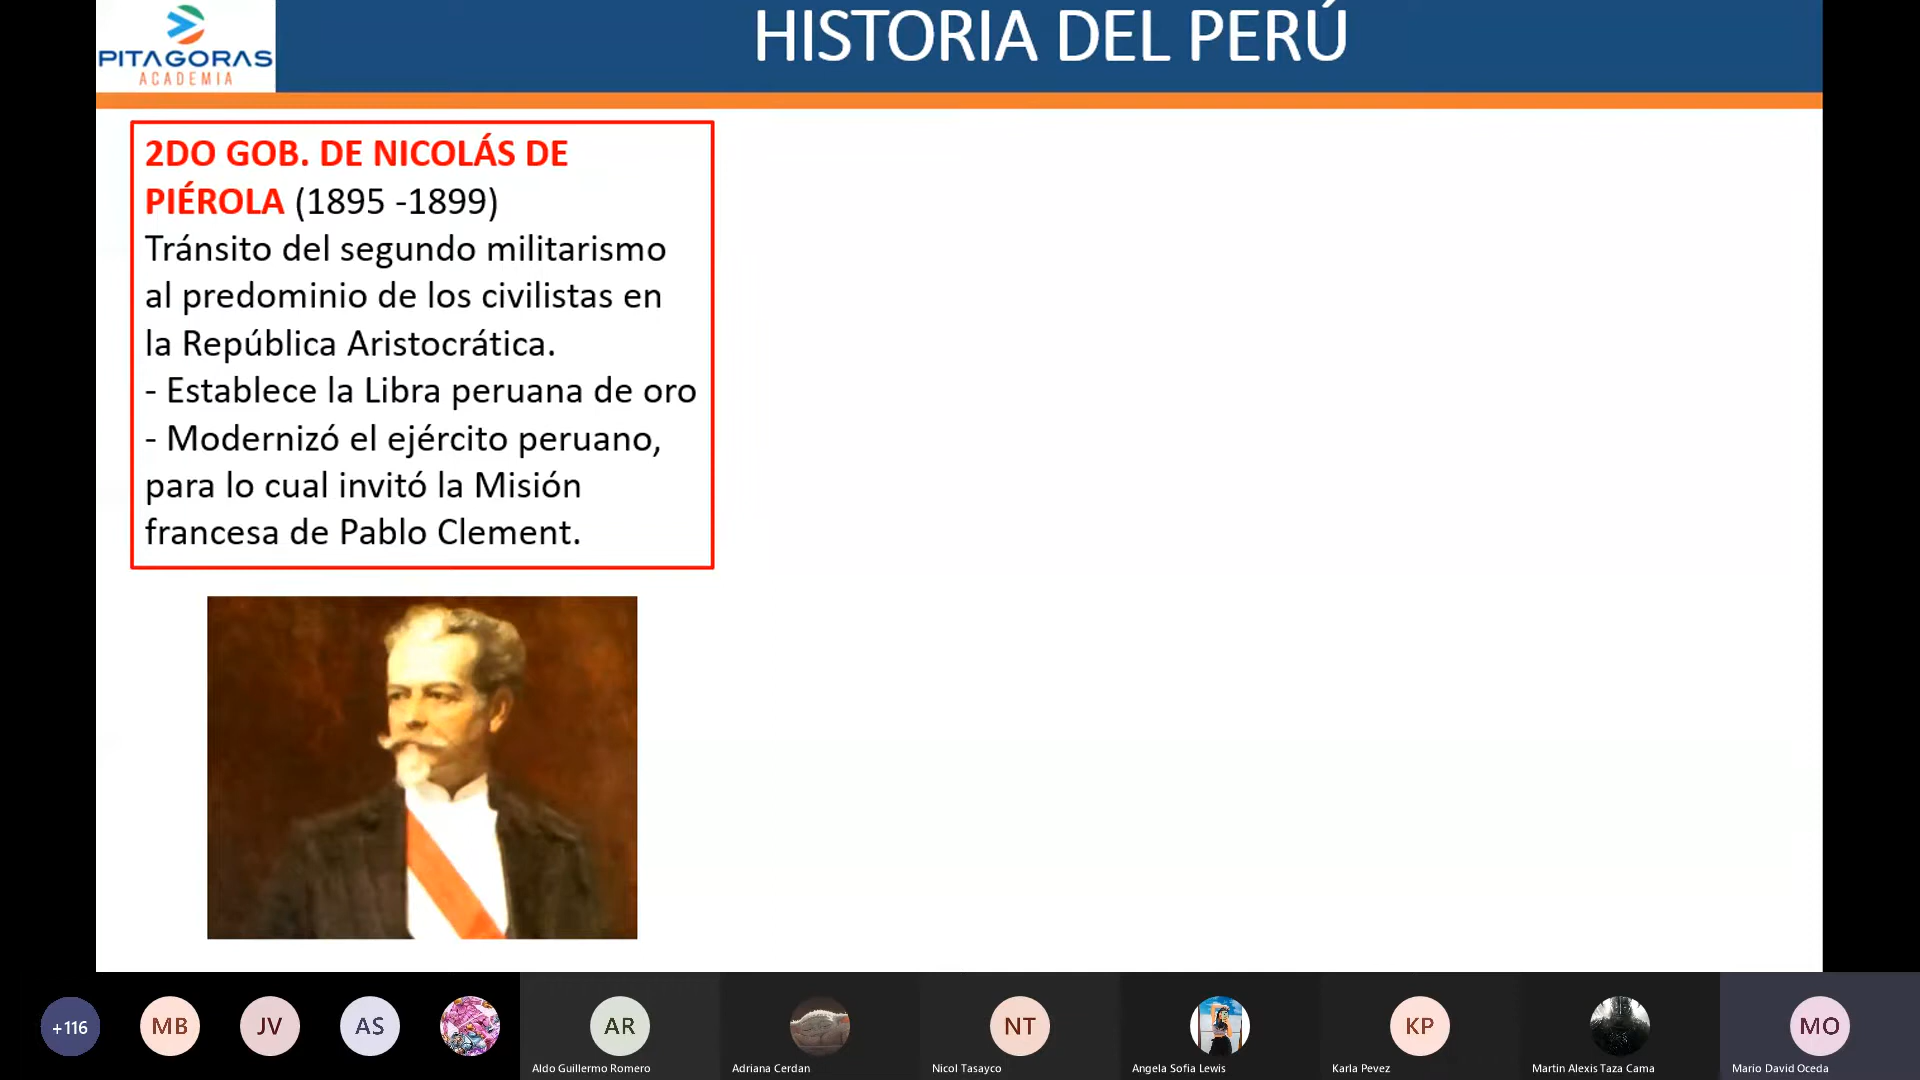 PITAGORAS
ACADEMIA
HISTORIA DEL PERÚ
2DO GOB. DE NICOLÁS DE
PIÉROLA (1895 -1899)
Tránsito del segundo militarismo
al predominio de los civilistas en
la República Aristocrática.
- Establece la Libra peruana de oro
- Modernizó el ejército peruano,
para lo cual invitó la Misión
francesa de Pablo Clement.
+116
MB
JV
AS
AR
NT
KP
MO
Aldo Guillermo Romero
Adriana Cerdan
Nicol Tasayco
Angela Sofia Lewis
Karla Pevez
Martin Alexis Taza Cama
Mario David Oceda